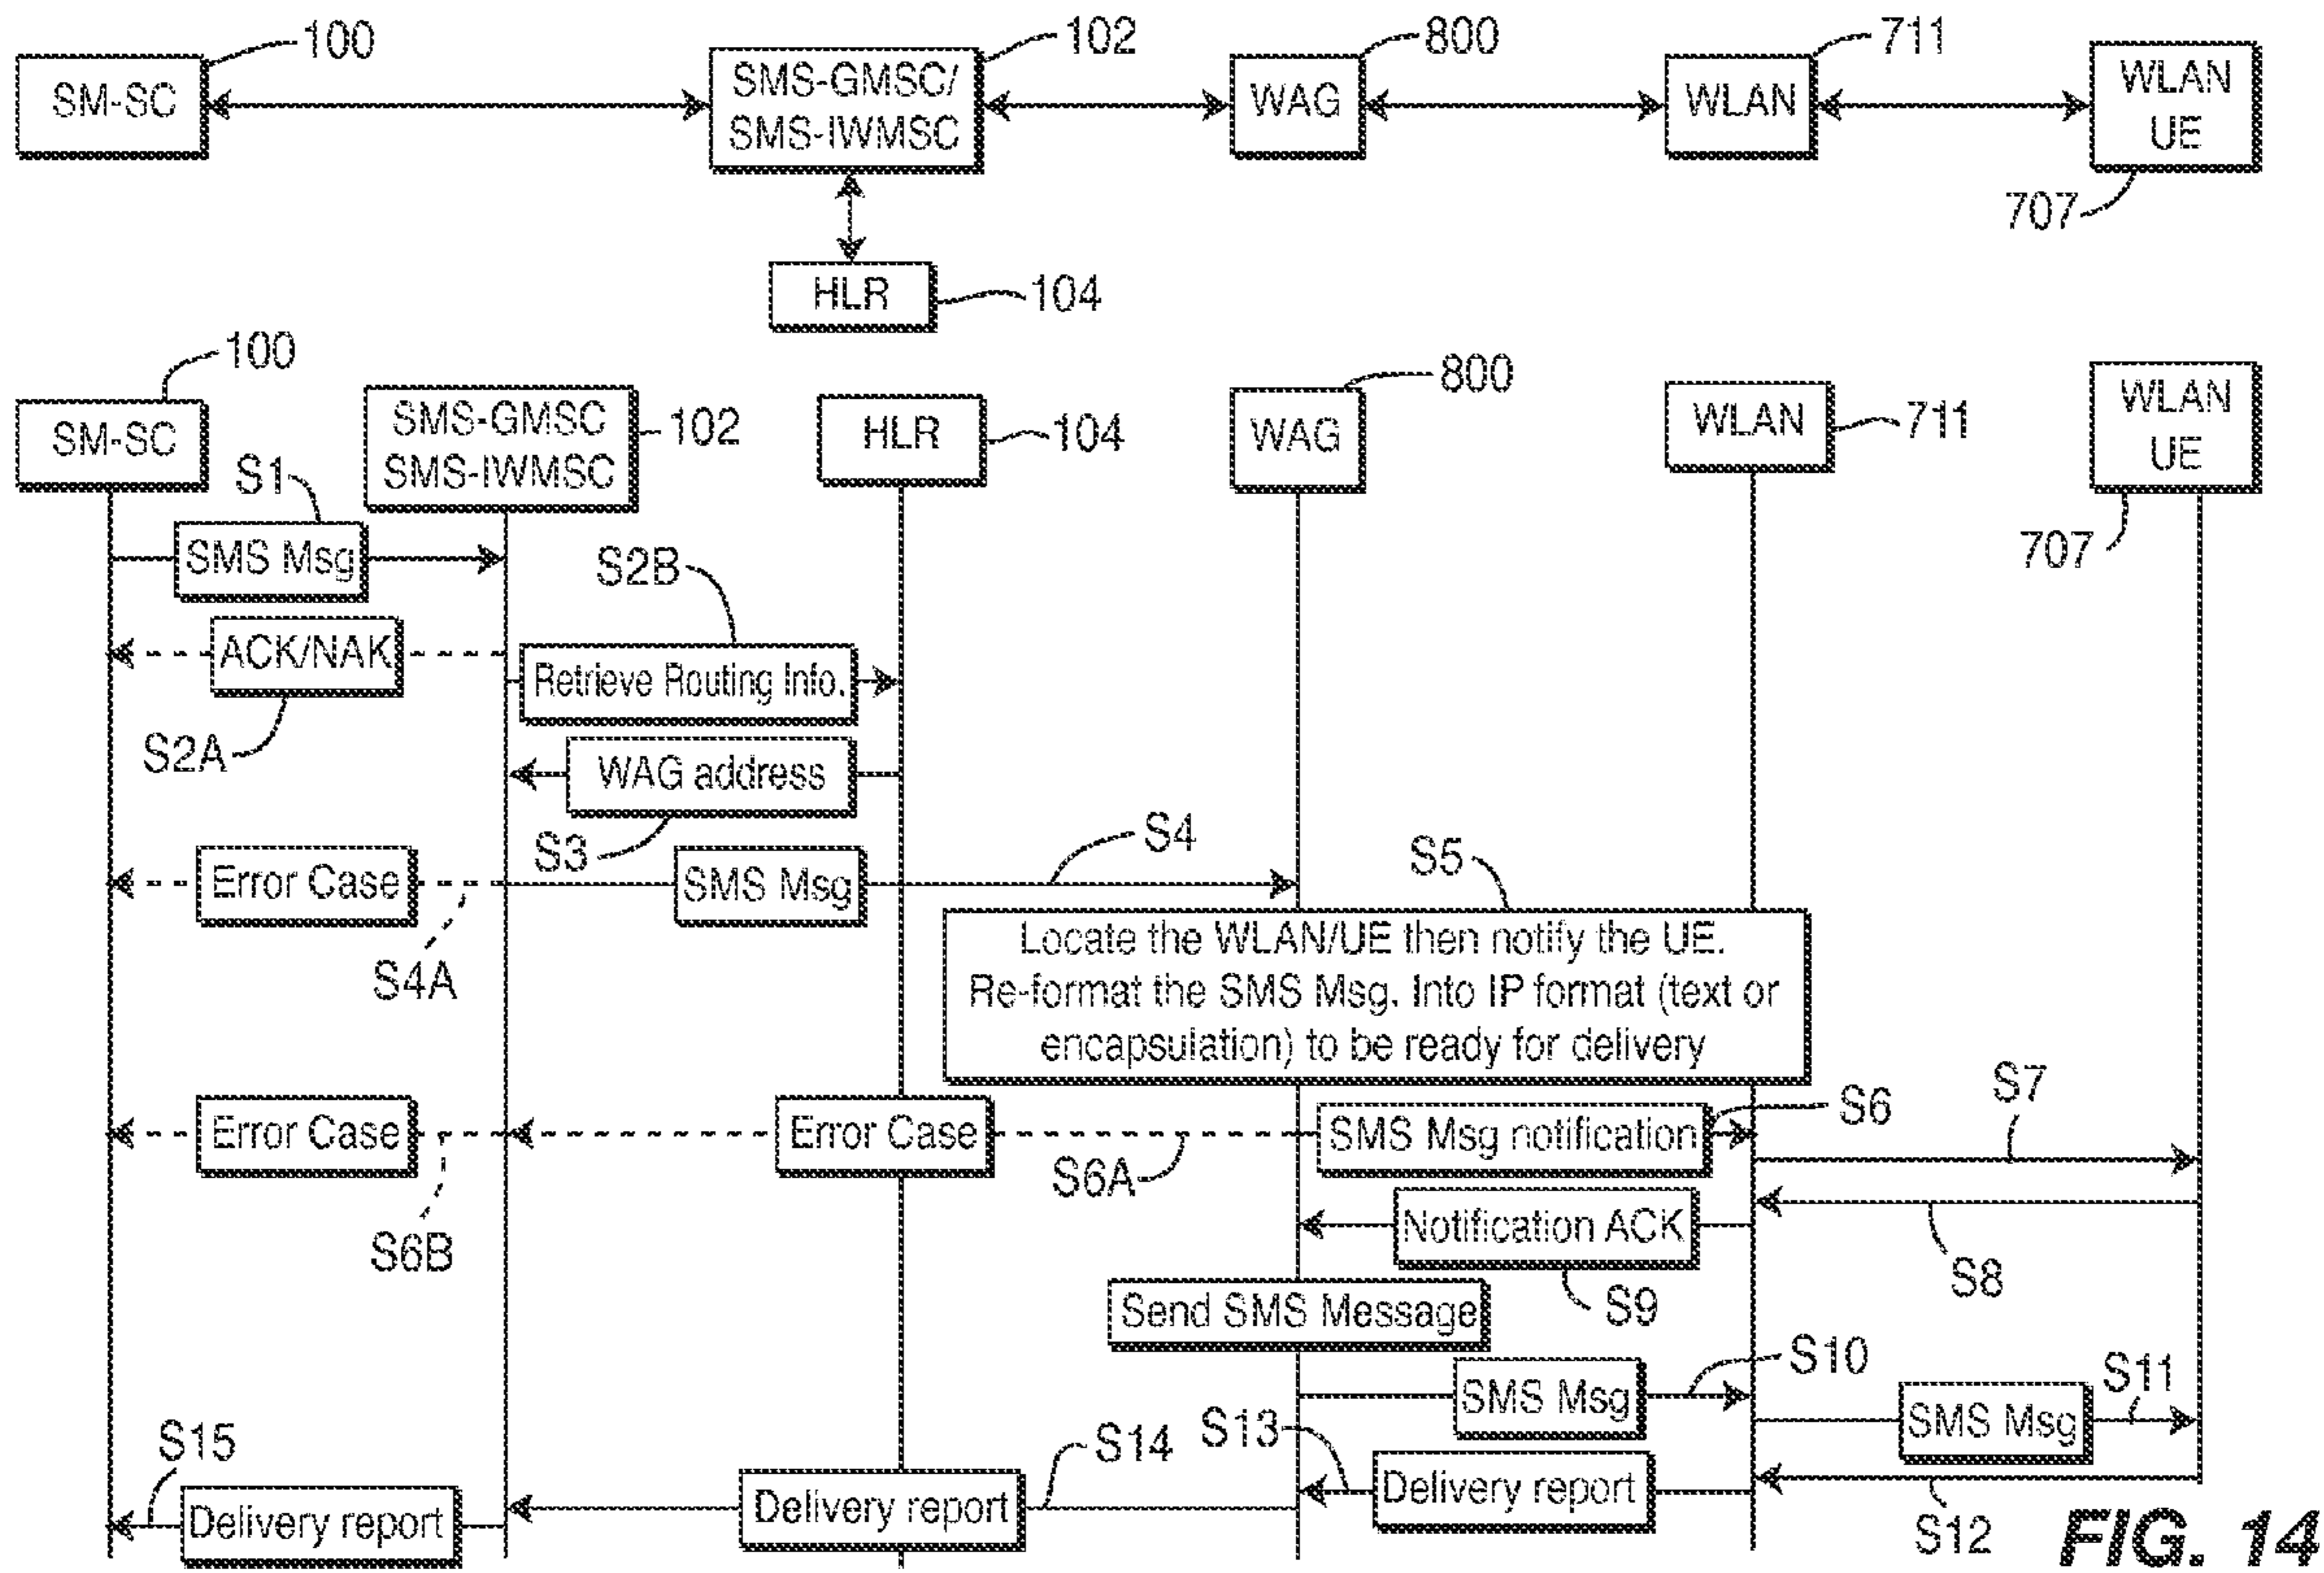 100
102
800
711
SM-SC
SMS-GMSC/
SMS-IWMSC
WAG
WLAN
WLAN
UE
707
HLR
104
100
800
SM-SC
SMS-GMSC
SMS-IWMSC
102
HLR
104
WAG
WLAN
711
WLAN
UE
707
S1
SMS Msg
S2B
ACK/NAK
Retrieve Routing Info.
S2A
WAG address
S3
S4
S5
Error Case
SMS Msg
S4A
Locate the WLAN/UE then notify the UE.
Re-format the SMS Msg. Into IP format (text or
encapsulation) to be ready for delivery
S7
Error Case
Error Case
SMS Msg notification
S6
S6A
S6B
Notification ACK
S8
S9
Send SMS Message
S10
SMS Msg
S11
SMS Msg
S15
S14
S13
Delivery report
Delivery report
Delivery report
S12
FIG. 14